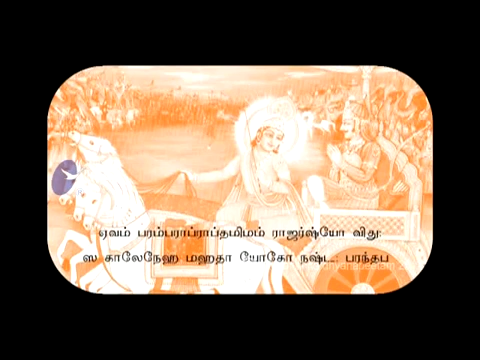 ஏவம் பரம்பராப்ராப்தமிமம் ராஜர்ஷயோ விது:
ஸ காலேநேஹ மஹதா யோகோ நஷ்ட: பரந்தப